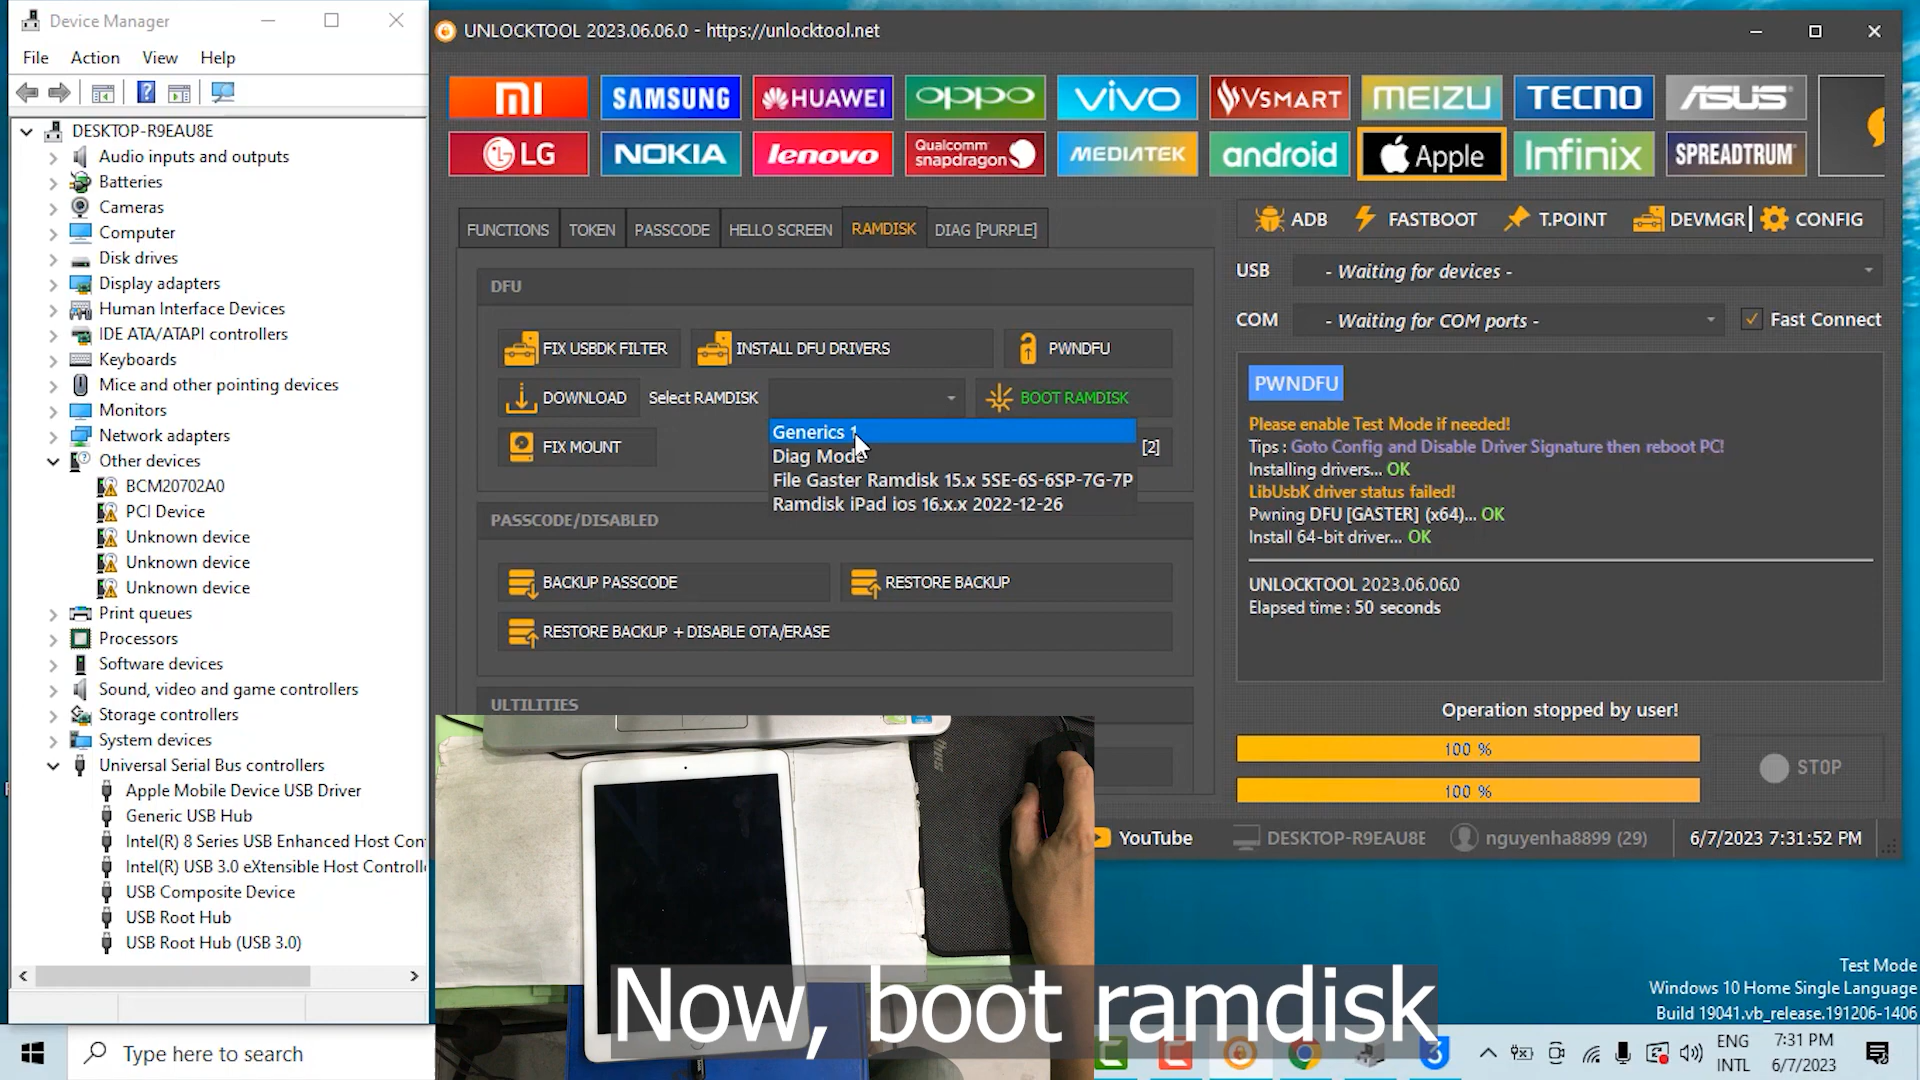 Device Manager
File Action View Help
DESKTOP-R9EAU8E
Audio inputs and outputs
Batteries
Cameras
Computer
Disk drives
Display adapters
Human Interface Devices
IDE ATA/ATAPI controllers
Keyboards
Mice and other pointing devices
Monitors
Network adapters
Other devices
BCM20702A0
PCI Device
Unknown device
Unknown device
Unknown device
Print queues
Processors
Software devices
Sound, video and game controllers
Storage controllers
System devices
Universal Serial Bus controllers
Apple Mobile Device USB Driver
Generic USB Hub
Intel(R) 8 Series USB Enhanced Host Con
Intel(R) USB 3.0 eXtensible Host Controll
USB Composite Device
USB Root Hub
USB Root Hub (USB 3.0)
UNLOCKTOOL 2023.06.06.0 - https://unlocktool.net
MI SAMSUNG HUAWEI oppo vivo VSMART MEIZU TECNO ASUS
LG NOKIA lenovo Qualcomm snapdragon MEDIATEK android Apple Infinix SPREADTRUM
FUNCTIONS TOKEN PASSCODE HELLO SCREEN RAMDISK DIAG [PURPLE]
DFU
FIX USBDK FILTER INSTALL DFU DRIVERS PWNDFU
DOWNLOAD Select RAMDISK BOOT RAMDISK
FIX MOUNT [2]
Generics 1
Diag Mode
File Gaster Ramdisk 15.x 5SE-6S-6SP-7G-7P
Ramdisk iPad ios 16.x.x 2022-12-26
PASSCODE/DISABLED
BACKUP PASSCODE RESTORE BACKUP
RESTORE BACKUP + DISABLE OTA/ERASE
ULTILITIES
ADB FASTBOOT T.POINT DEVMGR CONFIG
USB - Waiting for devices -
COM - Waiting for COM ports - Fast Connect
PWNDFU
Please enable Test Mode if needed!
Tips : Goto Config and Disable Driver Signature then reboot PC!
Installing drivers... OK
LibUsbK driver status failed!
Pwning DFU [GASTER] (x64)... OK
Install 64-bit driver... OK
UNLOCKTOOL 2023.06.06.0
Elapsed time : 50 seconds
Operation stopped by user!
100 %
STOP
100 %
YouTube DESKTOP-R9EAU8E nguyenha8899 (29) 6/7/2023 7:31:52 PM
Now, boot ramdisk
Test Mode
Windows 10 Home Single Language
Build 19041.vb_release.191206-1406
Type here to search
ENG
INTL
7:31 PM
6/7/2023